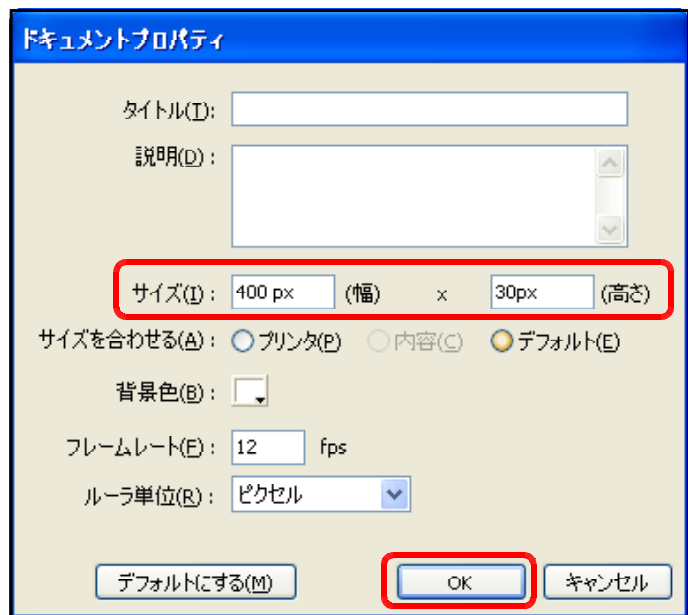 ドキュメントプロパティ
タイトル(T):
説明(D):
サイズ(I): 400 px (幅) x 30px (高さ)
サイズを合わせる(A): プリンタ(P) 内容(C) デフォルト(E)
背景色(B):
フレームレート(F): 12 fps
ルーラ単位(R): ピクセル
デフォルトにする(M) OK キャンセル